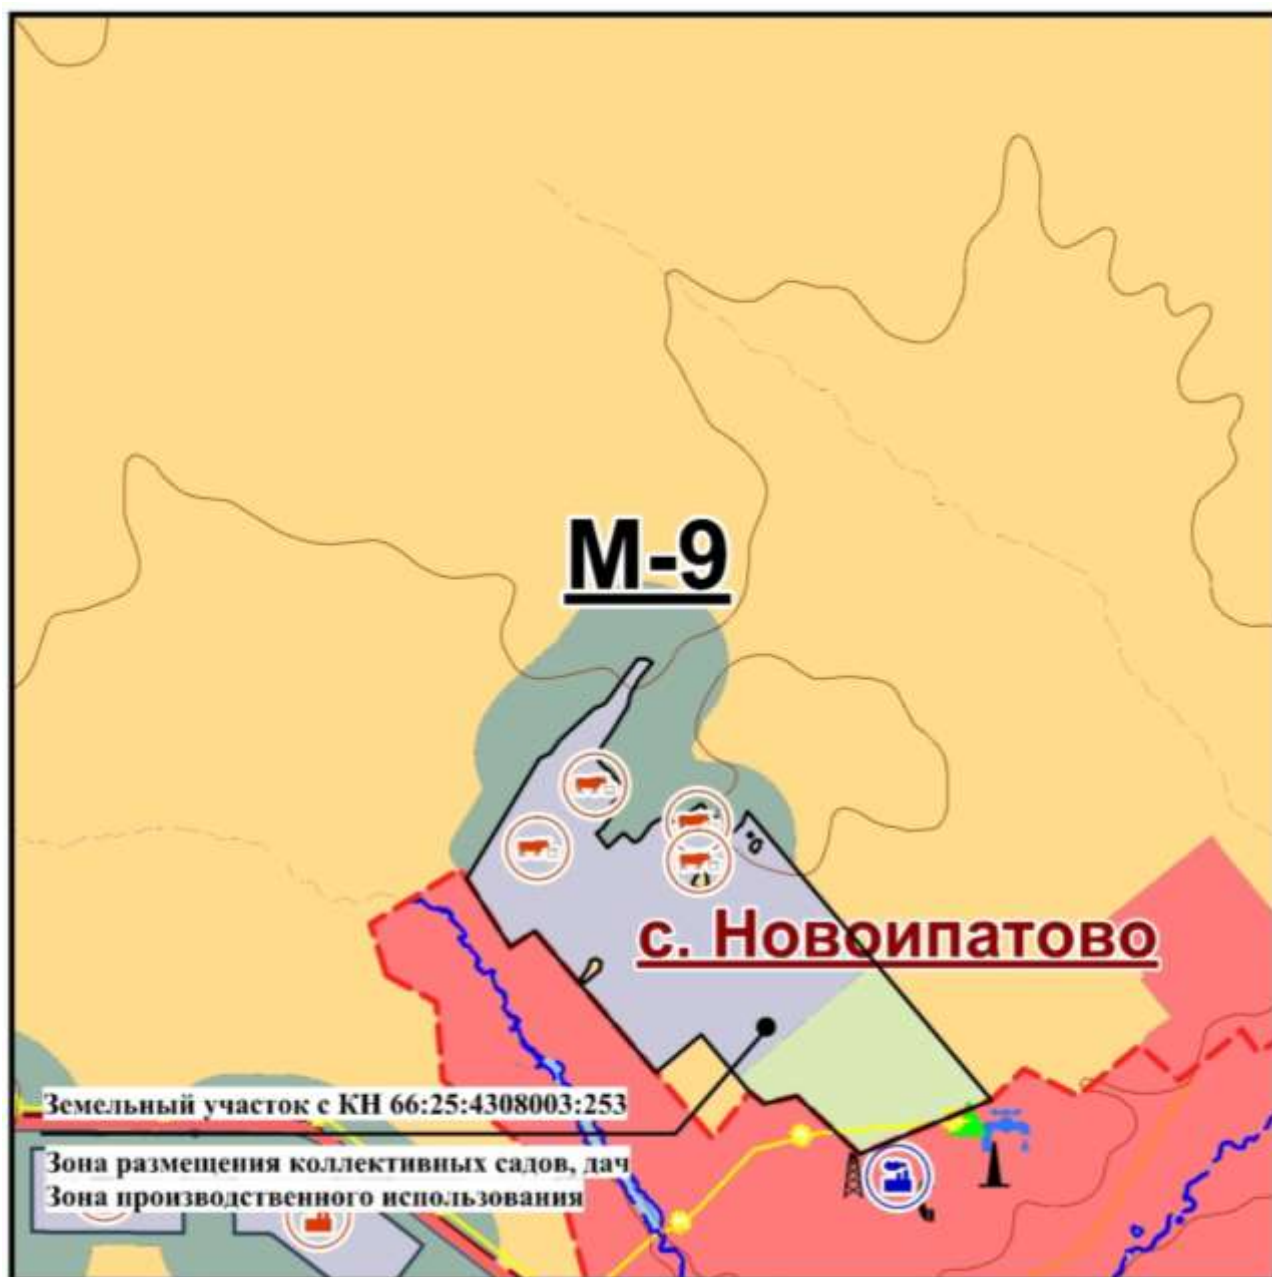 М-9
с. Новоипатово
Земельный участок с КН 66:25:4308003:253
Зона размещения коллективных садов, дач
Зона производственного использования